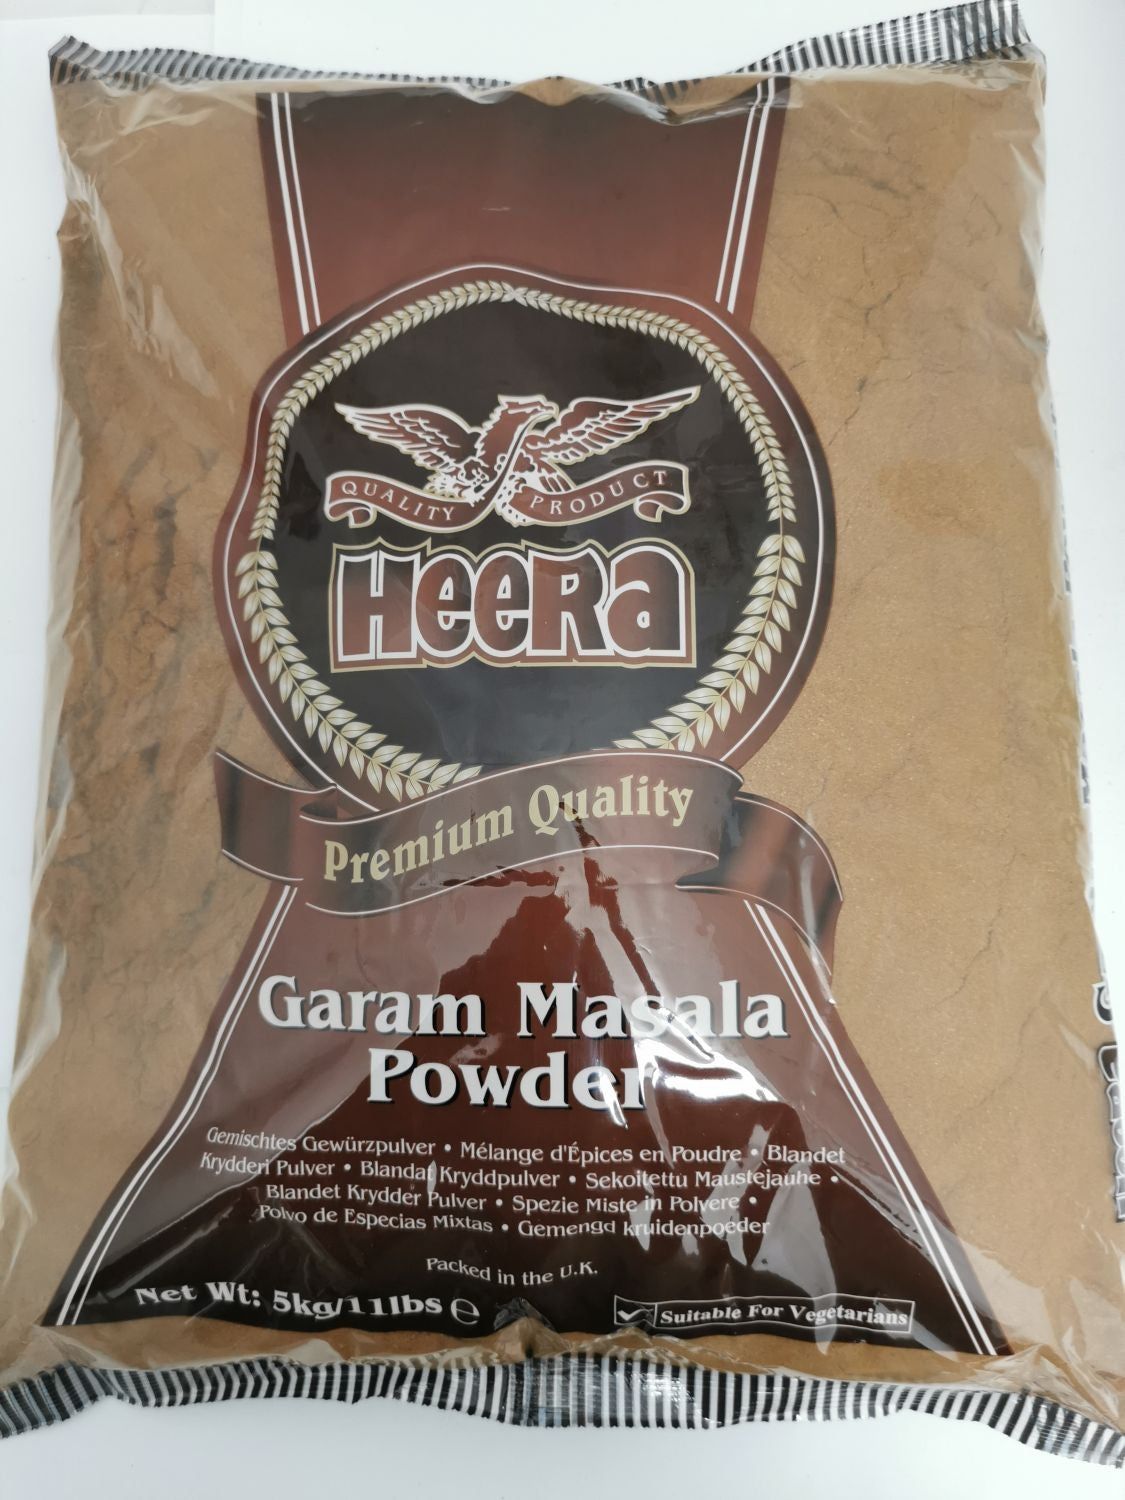 QUALITY PRODUCT
HeeRa
Premium Quality
Garam Masala
Powder
Gemischtes Gewürzpulver • Mélange d'Épices en Poudre • Blandet
Krydderi Pulver • Blandat Kryddpulver • Sekoitettu Maustejauhe •
Blandet Krydder Pulver • Spezie Miste in Polvere •
Polvo de Especias Mixtas • Gemengd kruidenpoeder
Packed in the U.K.
Net Wt: 5kg/11lbs ℮
Suitable For Vegetarians